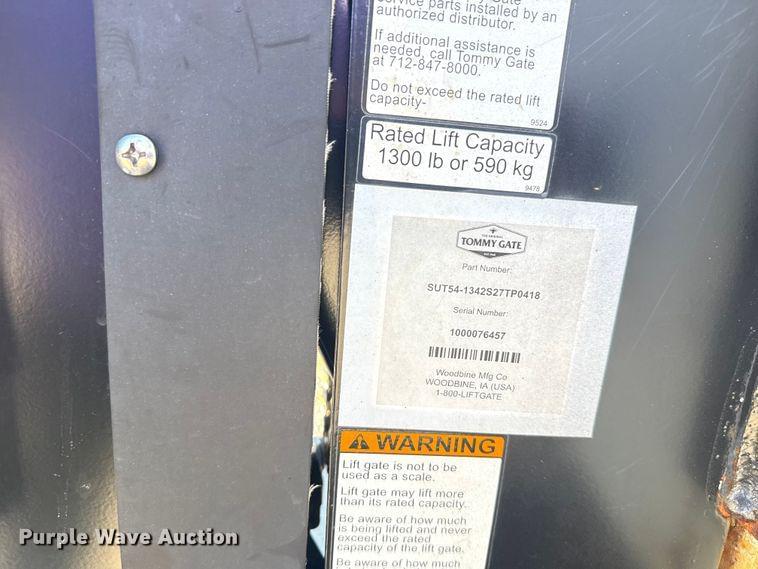 service parts installed by an
authorized distributor.
If additional assistance is
needed, call Tommy Gate
at 712-847-8000.
Do not exceed the rated lift
capacity-
9524
Rated Lift Capacity
1300 lb or 590 kg
9478
TOMMY GATE
Part Number:
SUT54-1342S27TP0418
Serial Number:
1000076457
Woodbine Mfg Co
WOODBINE, IA (USA)
1-800-LIFTGATE
WARNING
Lift gate is not to be
used as a scale.
Lift gate may lift more
than its rated capacity.
Be aware of how much
is being lifted and never
exceed the rated
capacity of the lift gate.
Be aware of how much
Purple Wave Auction